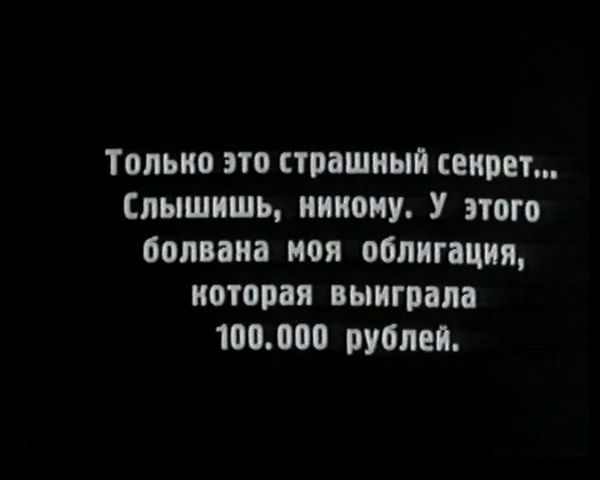 Только это страшный секрет...
Слышишь, никому. У этого
болвана моя облигация,
которая выиграла
100.000 рублей.